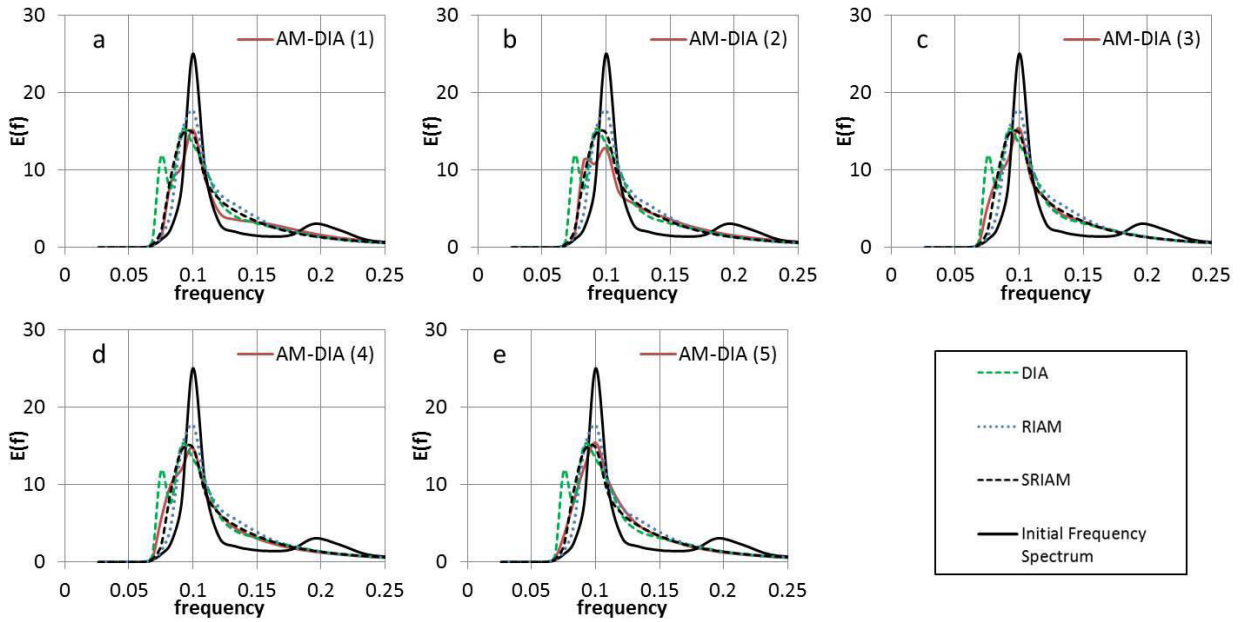 a
AM-DIA (1)
30
20
10
0
E(f)
0 0.05 0.1 0.15 0.2 0.25
frequency
b
AM-DIA (2)
30
20
10
0
E(f)
0 0.05 0.1 0.15 0.2 0.25
frequency
c
AM-DIA (3)
30
20
10
0
E(f)
0 0.05 0.1 0.15 0.2 0.25
frequency
d
AM-DIA (4)
30
20
10
0
E(f)
0 0.05 0.1 0.15 0.2 0.25
frequency
e
AM-DIA (5)
30
20
10
0
E(f)
0 0.05 0.1 0.15 0.2 0.25
frequency
DIA
RIAM
SRIAM
Initial Frequency
Spectrum